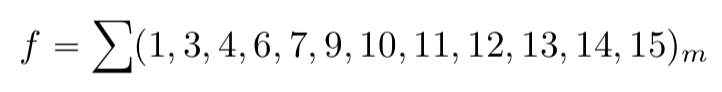 f = ∑(1, 3, 4, 6, 7, 9, 10, 11, 12, 13, 14, 15)m